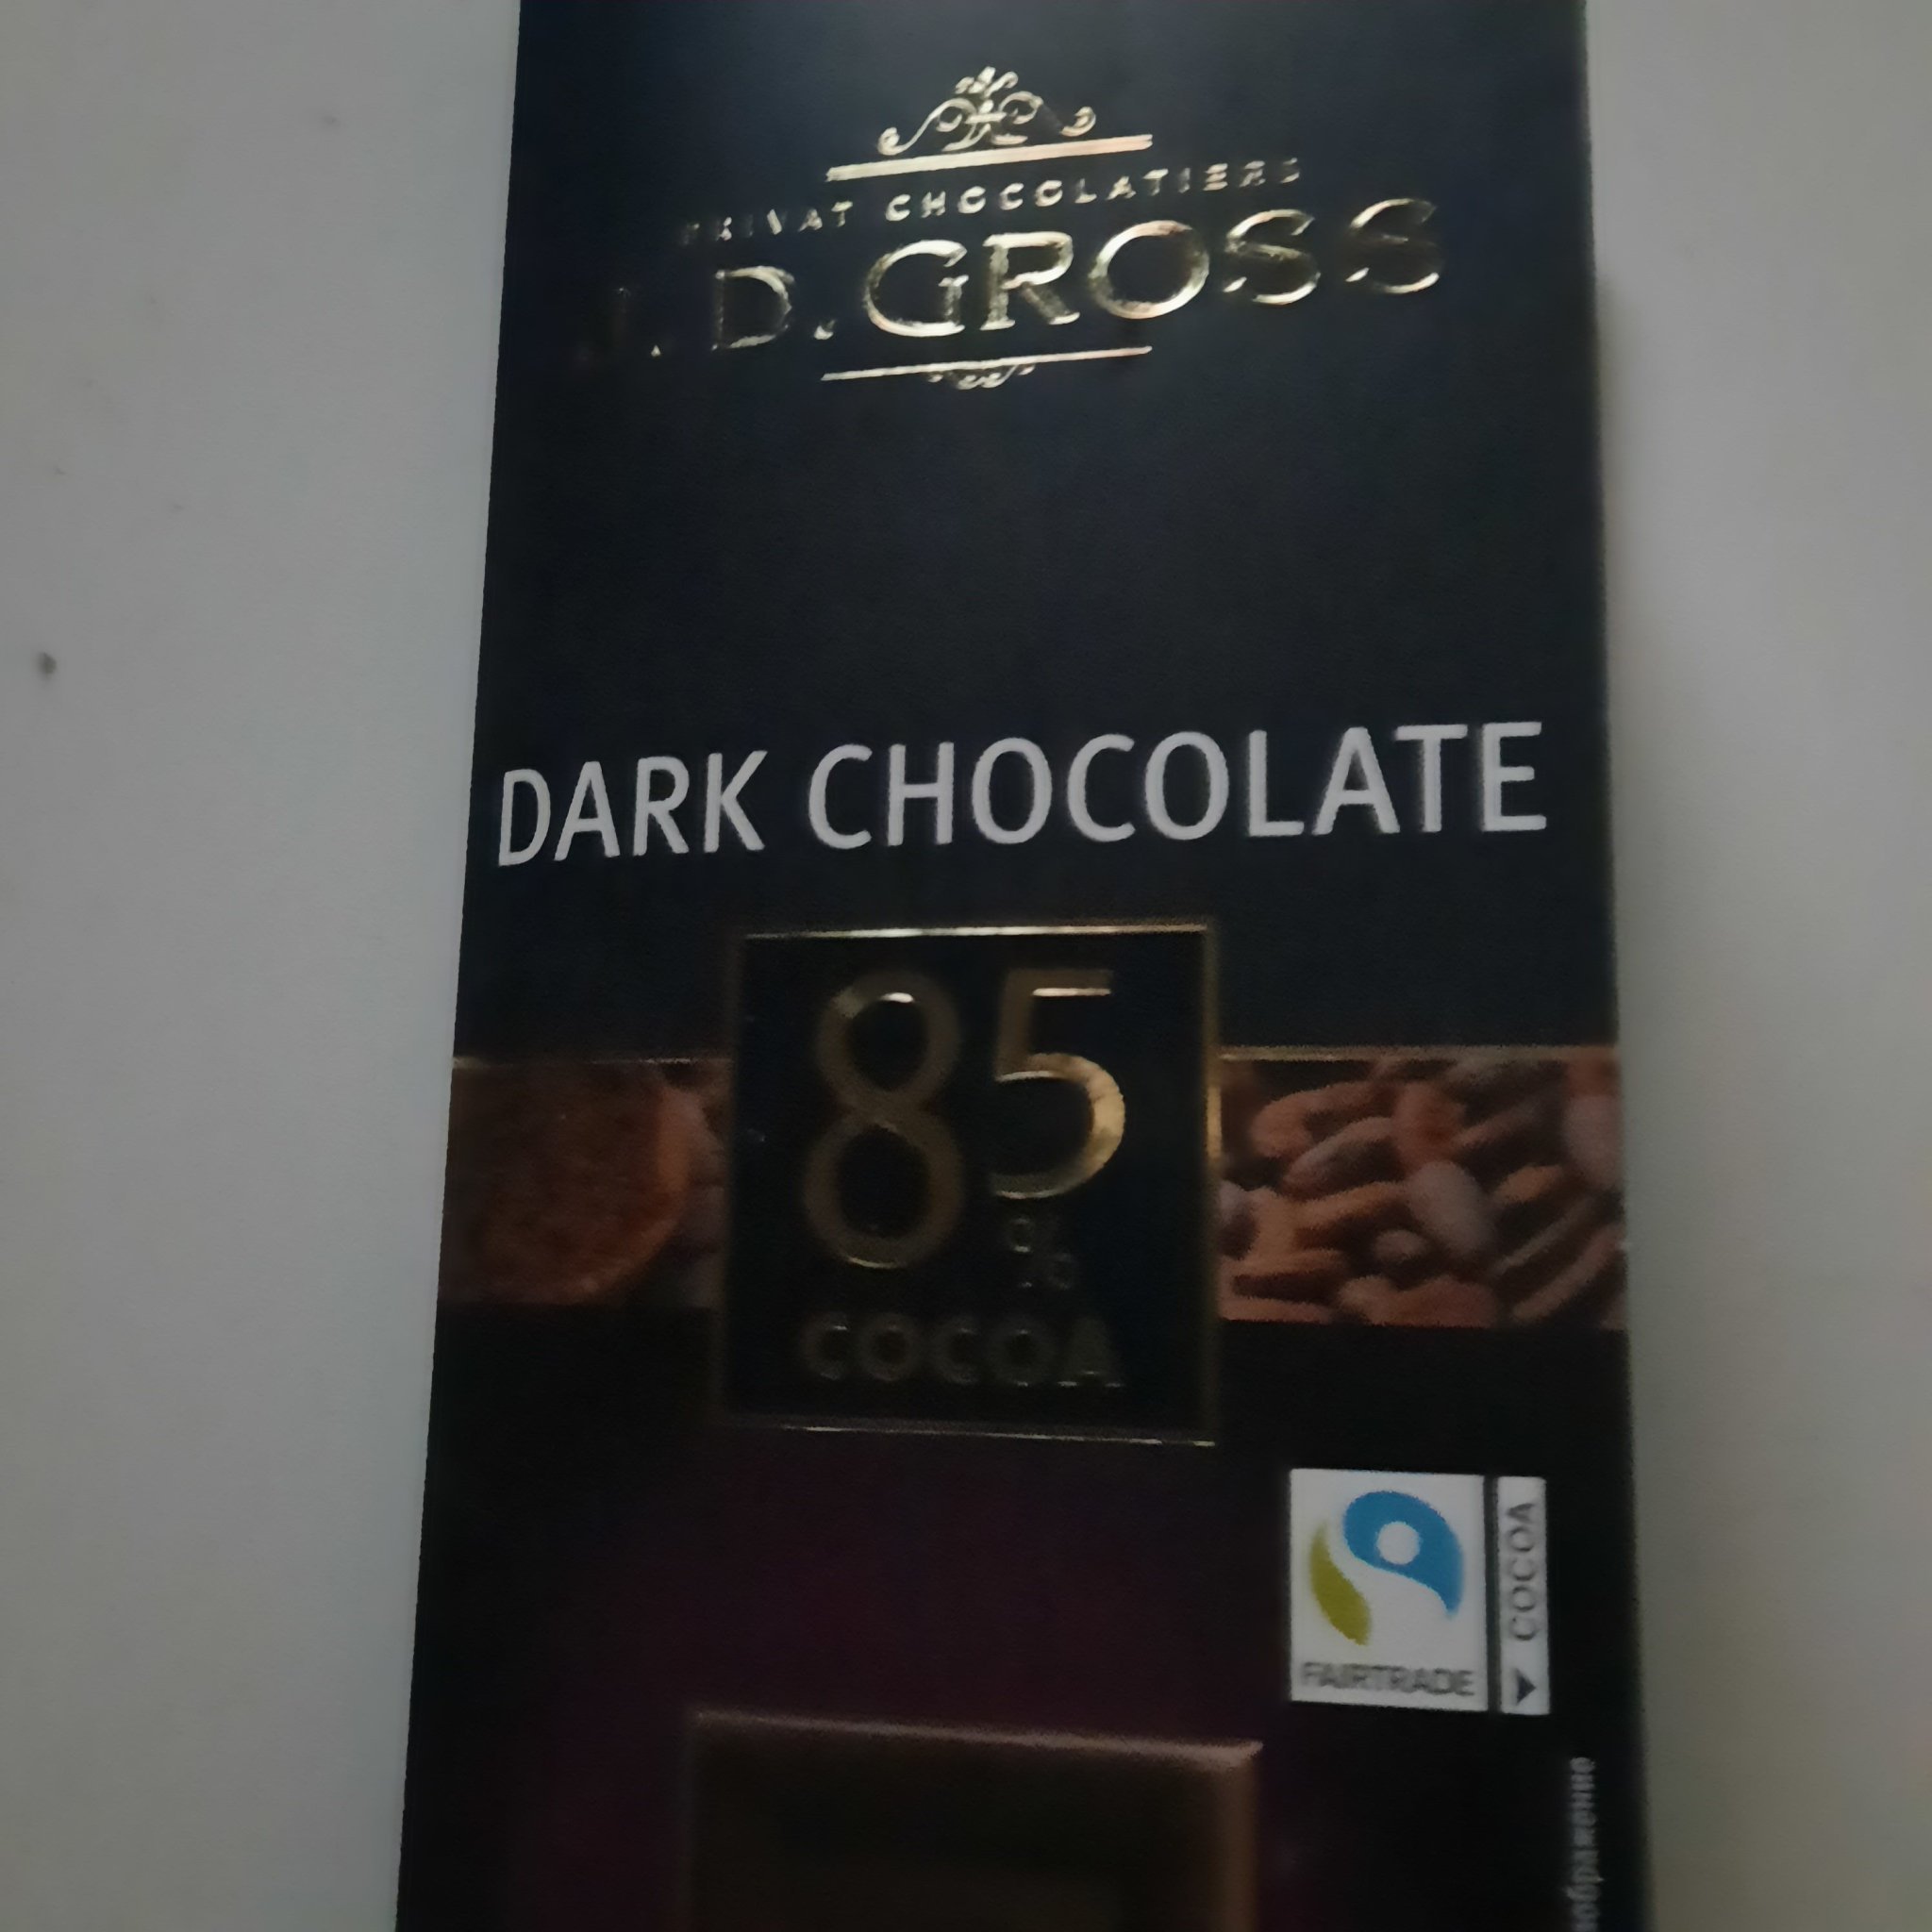 PRIVAT CHOCOLATIERS
J. D. GROSS
DARK CHOCOLATE
85
%
COCOA
FAIRTRADE
COCOA